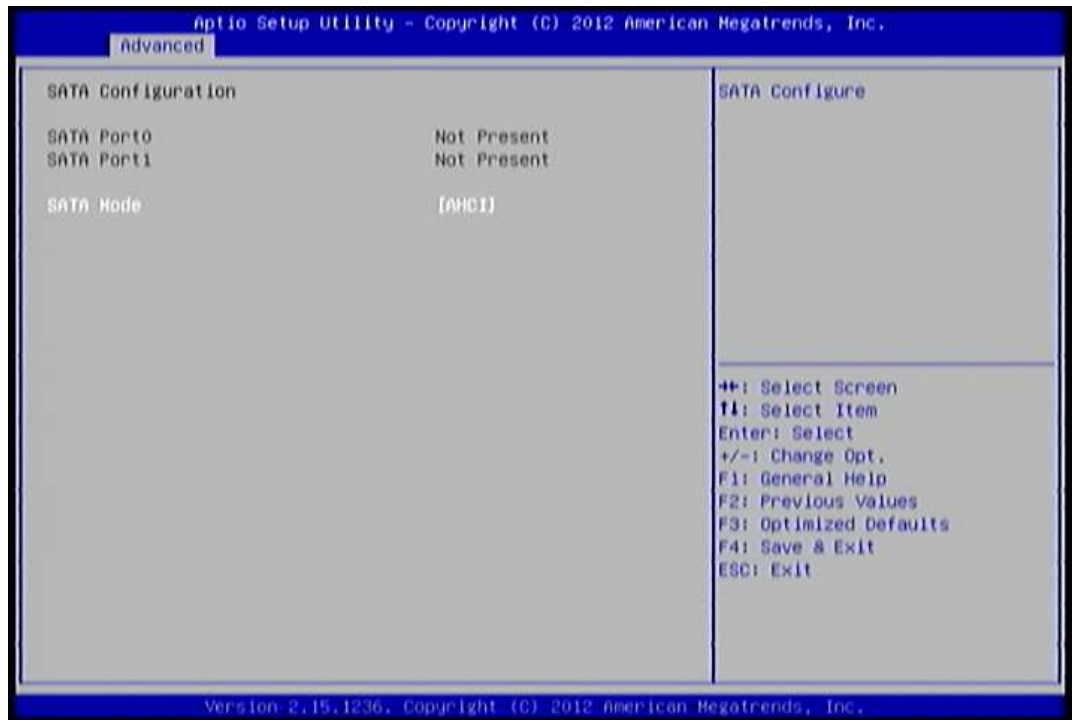 Aptio Setup Utility - Copyright (C) 2012 American Megatrends, Inc.
Advanced
SATA Configuration
SATA Port0 Not Present
SATA Port1 Not Present
SATA Mode [AHCI]
SATA Configure
→←: Select Screen
↑↓: Select Item
Enter: Select
+/-: Change Opt.
F1: General Help
F2: Previous Values
F3: Optimized Defaults
F4: Save & Exit
ESC: Exit
Version 2.15.1236. Copyright (C) 2012 American Megatrends, Inc.